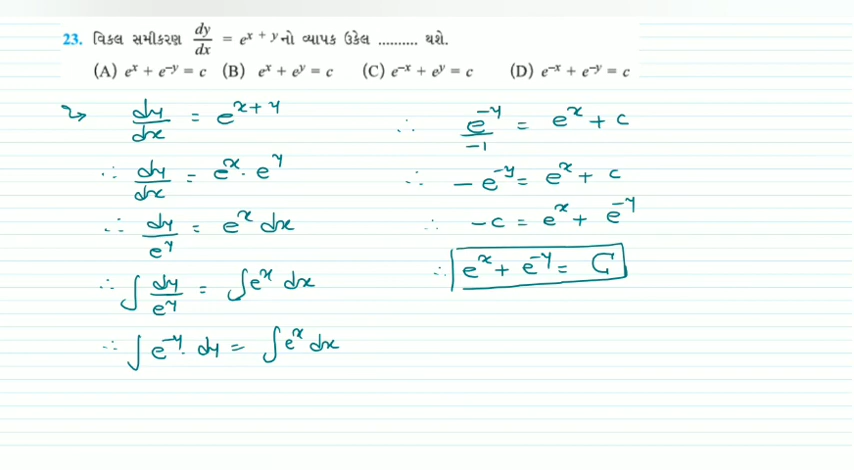 23. વિકલ સમીકરણ dy/dx = e^(x + y) નો વ્યાપક ઉકેલ .......... થશે.
(A) e^x + e^(–y) = c (B) e^x + e^y = c (C) e^(–x) + e^y = c (D) e^(–x) + e^(–y) = c
→ dy/dx = e^(x+y)
∴ dy/dx = e^x · e^y
∴ dy/e^y = e^x dx
∴ ∫ dy/e^y = ∫ e^x dx
∴ ∫ e^(-y) · dy = ∫ e^x dx
∴ e^(-y)/-1 = e^x + c
∴ -e^(-y) = e^x + c
∴ -c = e^x + e^(-y)
∴ e^x + e^(-y) = C